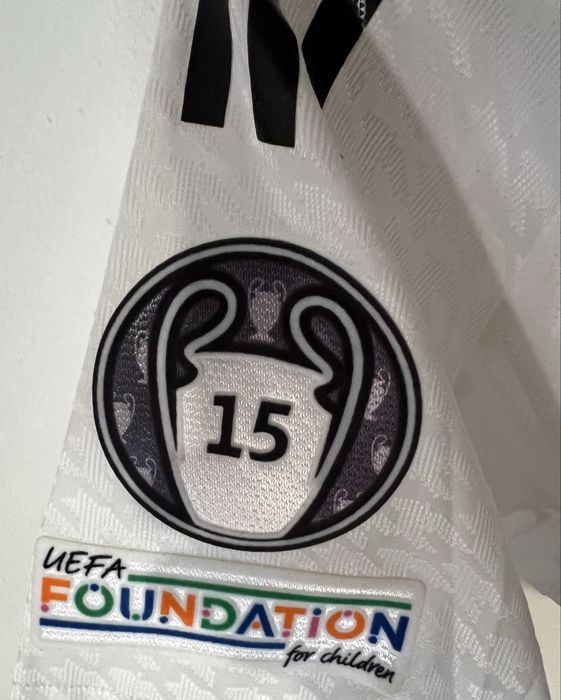 15
UEFA
FOUNDATION
for children